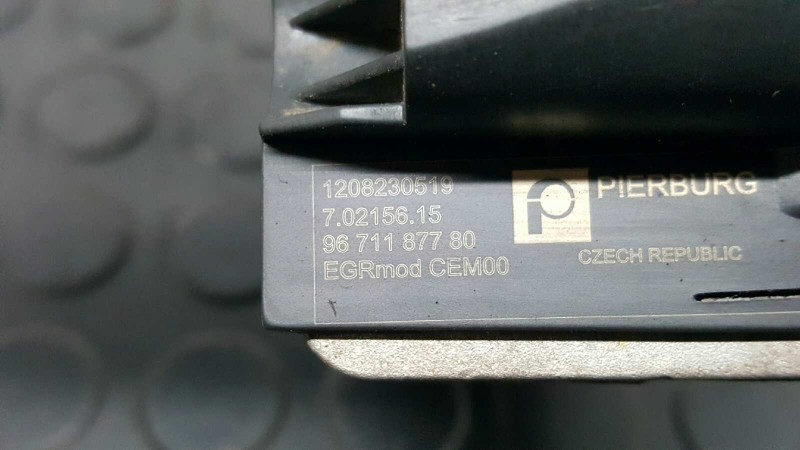 1208230519
7.02156.15
96 711 877 80
EGRmod CEM00
PIERBURG
CZECH REPUBLIC